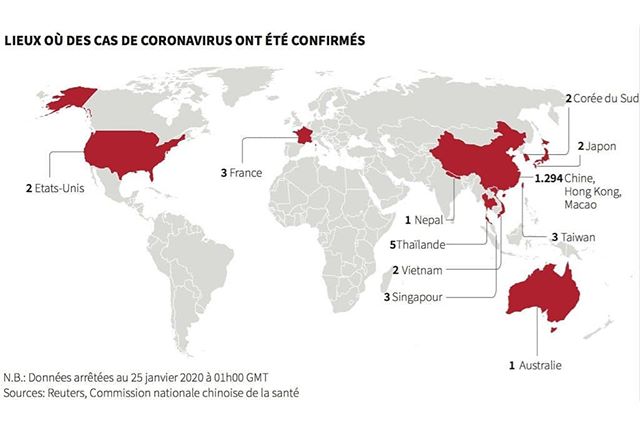 LIEUX OÙ DES CAS DE CORONAVIRUS ONT ÉTÉ CONFIRMÉS
2 Corée du Sud
2 Japon
3 France
1.294 Chine,
Hong Kong,
Macao
2 Etats-Unis
1 Nepal
3 Taiwan
5 Thaïlande
2 Vietnam
3 Singapour
1 Australie
N.B.: Données arrêtées au 25 janvier 2020 à 01h00 GMT
Sources: Reuters, Commission nationale chinoise de la santé